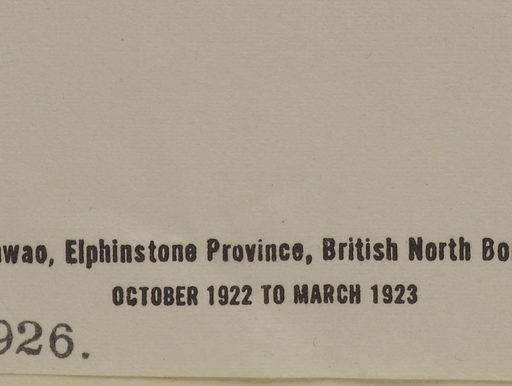 wao, Elphinstone Province, British North Bo
OCTOBER 1922 TO MARCH 1923
926.